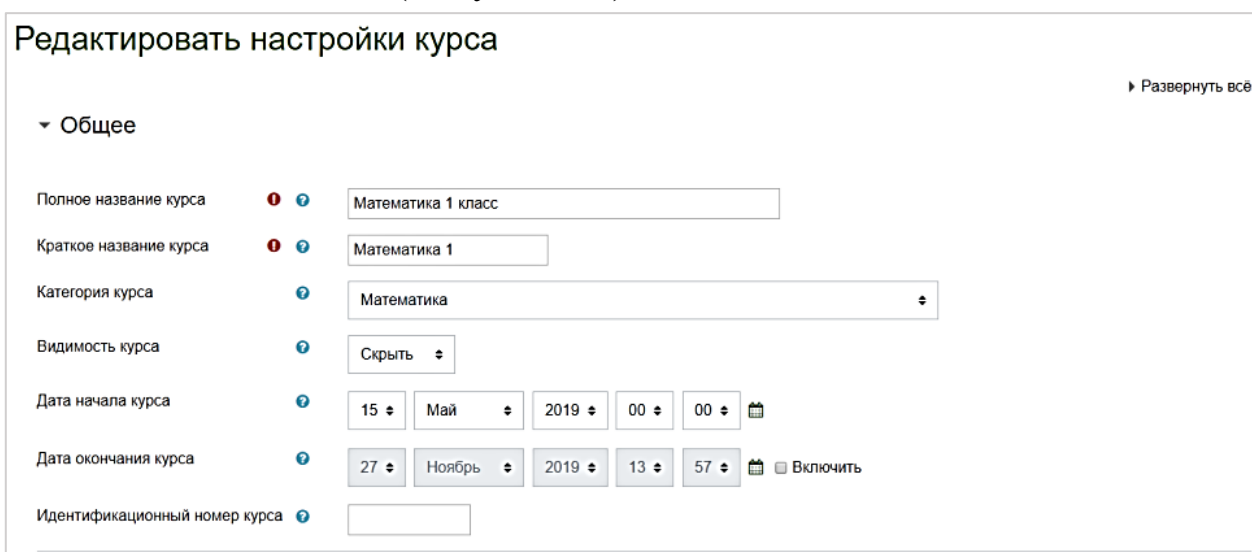 Редактировать настройки курса
Развернуть всё
Общее
Полное название курса Математика 1 класс
Краткое название курса Математика 1
Категория курса Математика
Видимость курса Скрыть
Дата начала курса 15 Май 2019 00 00
Дата окончания курса 27 Ноябрь 2019 13 57 Включить
Идентификационный номер курса